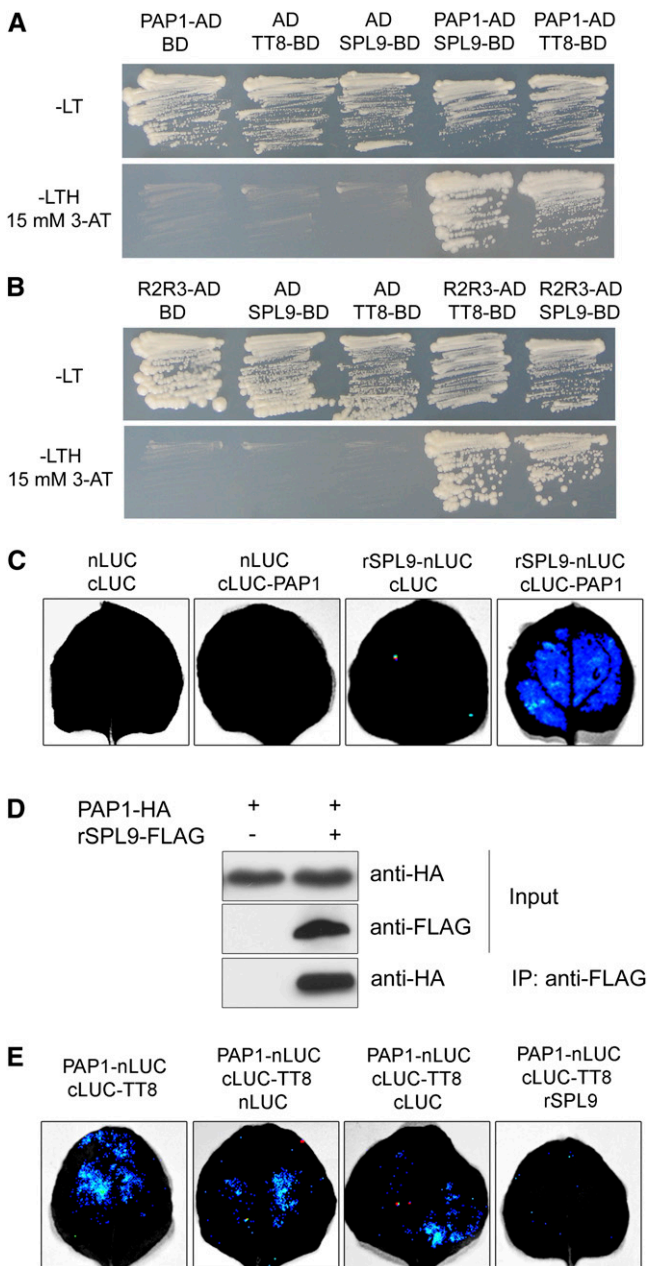 A
PAP1-AD AD AD PAP1-AD PAP1-AD
BD TT8-BD SPL9-BD SPL9-BD TT8-BD
-LT
-LTH
15 mM 3-AT
B
R2R3-AD AD AD R2R3-AD R2R3-AD
BD SPL9-BD TT8-BD TT8-BD SPL9-BD
-LT
-LTH
15 mM 3-AT
C
nLUC nLUC rSPL9-nLUC rSPL9-nLUC
cLUC cLUC-PAP1 cLUC cLUC-PAP1
D
PAP1-HA + +
rSPL9-FLAG - +
anti-HA
Input
anti-FLAG
anti-HA IP: anti-FLAG
E
PAP1-nLUC PAP1-nLUC PAP1-nLUC PAP1-nLUC
cLUC-TT8 cLUC-TT8 cLUC-TT8 cLUC-TT8
nLUC cLUC rSPL9